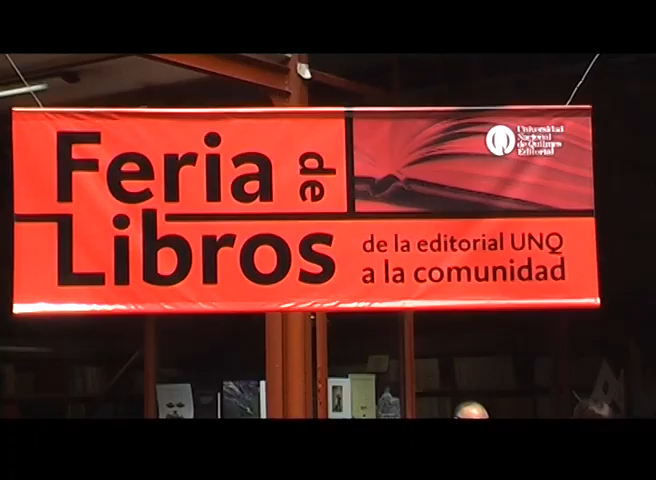 Feria de
Libros
de la editorial UNQ
a la comunidad
Universidad
Nacional
de Quilmes
Editorial